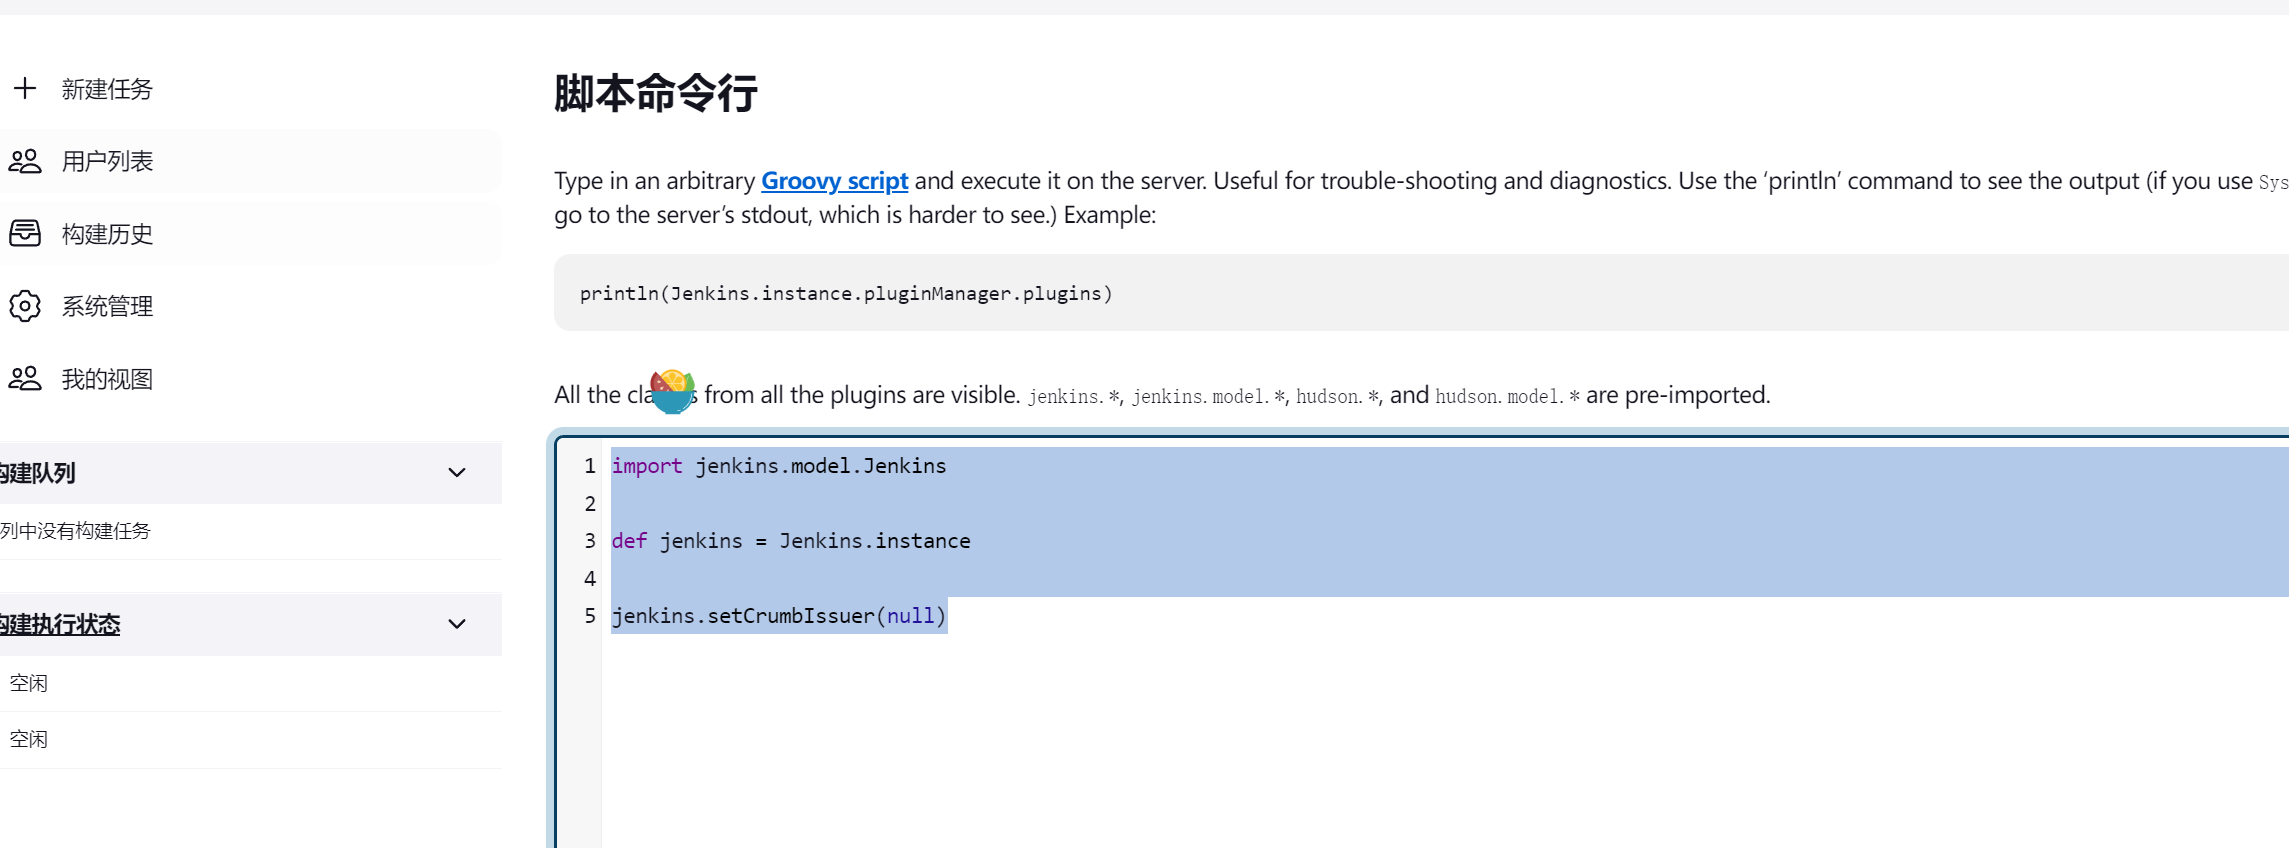 新建任务
用户列表
构建历史
系统管理
我的视图
构建队列
列中没有构建任务
构建执行状态
空闲
空闲
脚本命令行
Type in an arbitrary Groovy script and execute it on the server. Useful for trouble-shooting and diagnostics. Use the ‘println’ command to see the output (if you use Sys
go to the server’s stdout, which is harder to see.) Example:
println(Jenkins.instance.pluginManager.plugins)
All the from all the plugins are visible. jenkins.*, jenkins.model.*, hudson.*, and hudson.model.* are pre-imported.
1 import jenkins.model.Jenkins
2
3 def jenkins = Jenkins.instance
4
5 jenkins.setCrumbIssuer(null)